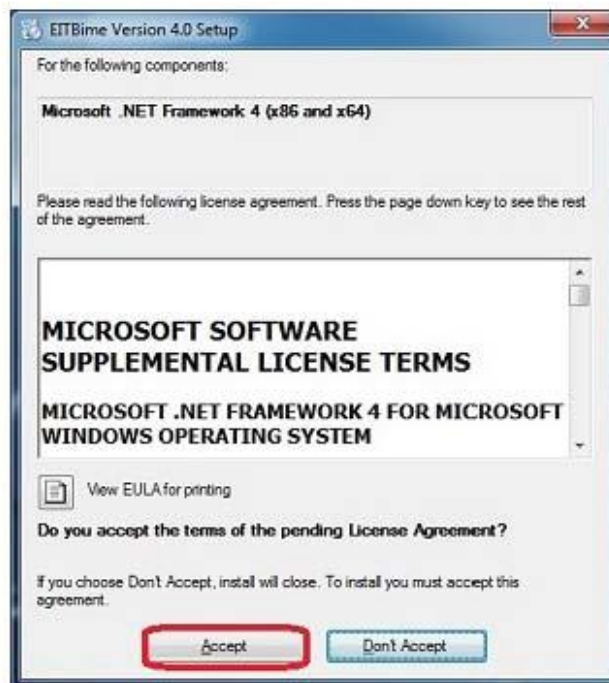 EITBime Version 4.0 Setup
For the following components:
Microsoft .NET Framework 4 (x86 and x64)
Please read the following license agreement. Press the page down key to see the rest
of the agreement.
MICROSOFT SOFTWARE
SUPPLEMENTAL LICENSE TERMS
MICROSOFT .NET FRAMEWORK 4 FOR MICROSOFT
WINDOWS OPERATING SYSTEM
View EULA for printing
Do you accept the terms of the pending License Agreement?
If you choose Don't Accept, install will close. To install you must accept this
agreement.
Accept Don't Accept